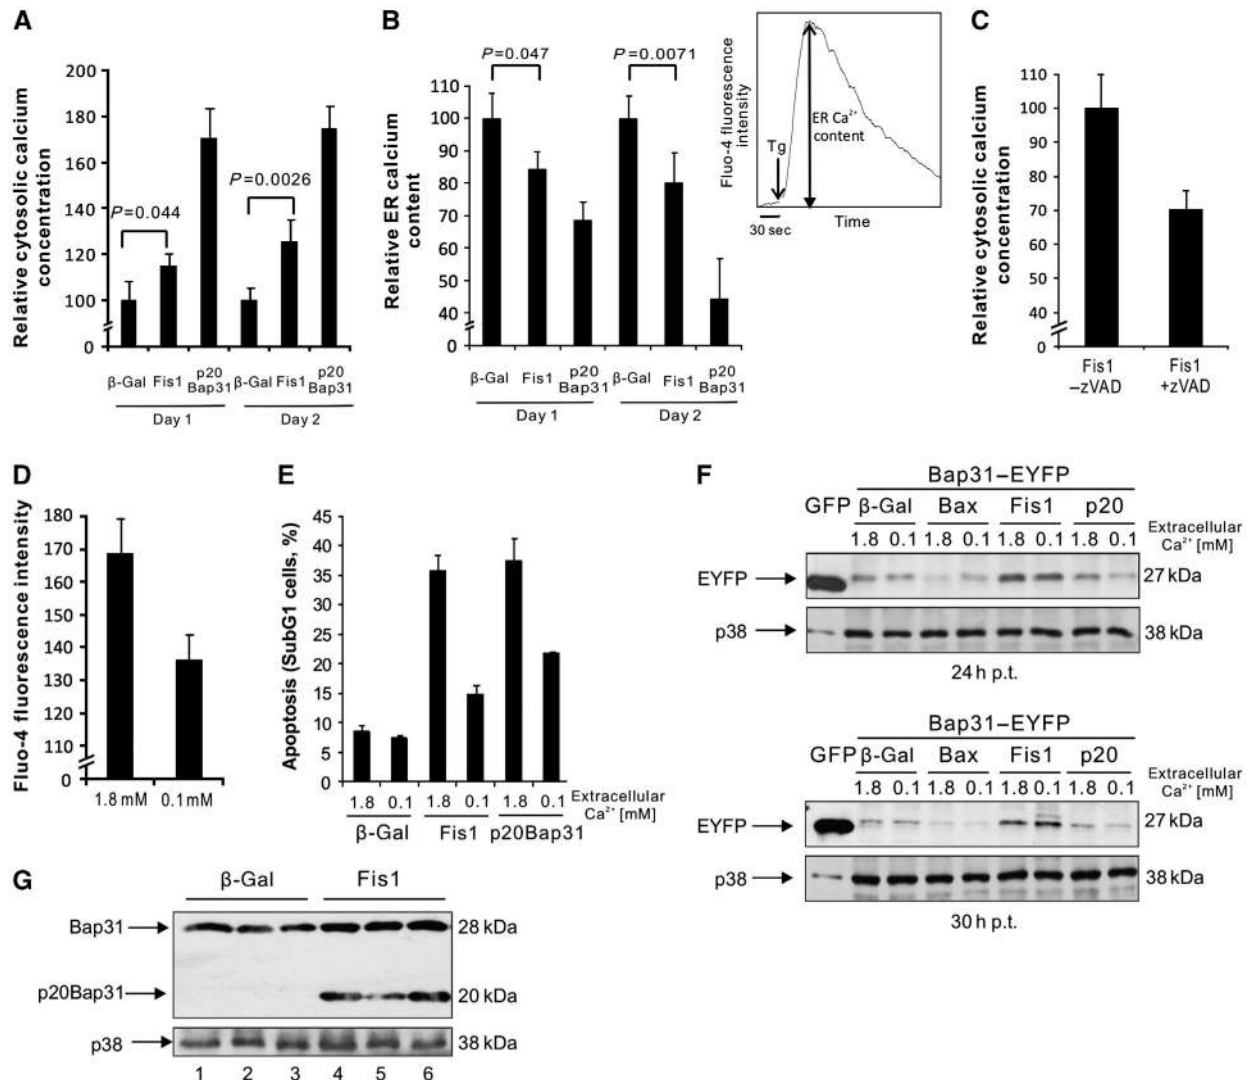 A
Relative cytosolic calcium
concentration
200
180
160
140
120
100
0
P=0.044
P=0.0026
β-Gal Fis1 p20
Bap31
β-Gal Fis1 p20
Bap31
Day 1
Day 2
B
Relative ER calcium
content
110
100
90
80
70
60
50
40
0
P=0.047
P=0.0071
β-Gal Fis1 p20
Bap31
β-Gal Fis1 p20
Bap31
Day 1
Day 2
Fluo-4 fluorescence
intensity
Tg
ER Ca²⁺
content
30 sec
Time
C
Relative cytosolic calcium
concentration
110
100
90
80
70
60
50
40
0
Fis1
–zVAD
Fis1
+zVAD
D
Fluo-4 fluorescence intensity
180
170
160
150
140
130
120
110
0
1.8 mM 0.1 mM
E
Apoptosis (SubG1 cells, %)
45
40
35
30
25
20
15
10
5
0
1.8 0.1 1.8 0.1 1.8 0.1
Extracellular
Ca²⁺ [mM]
β-Gal Fis1 p20Bap31
F
Bap31–EYFP
GFP β-Gal Bax Fis1 p20
1.8 0.1 1.8 0.1 1.8 0.1 1.8 0.1
Extracellular
Ca²⁺ [mM]
EYFP 27 kDa
p38 38 kDa
24 h p.t.
Bap31–EYFP
GFP β-Gal Bax Fis1 p20
1.8 0.1 1.8 0.1 1.8 0.1 1.8 0.1
Extracellular
Ca²⁺ [mM]
EYFP 27 kDa
p38 38 kDa
30 h p.t.
G
β-Gal Fis1
Bap31 28 kDa
p20Bap31 20 kDa
p38 38 kDa
1 2 3 4 5 6